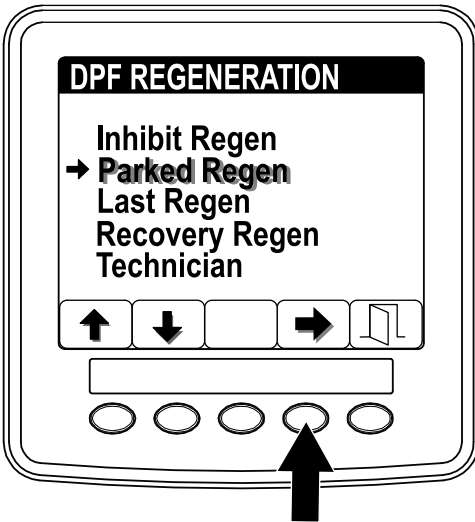 DPF REGENERATION
Inhibit Regen
Parked Regen
Last Regen
Recovery Regen
Technician